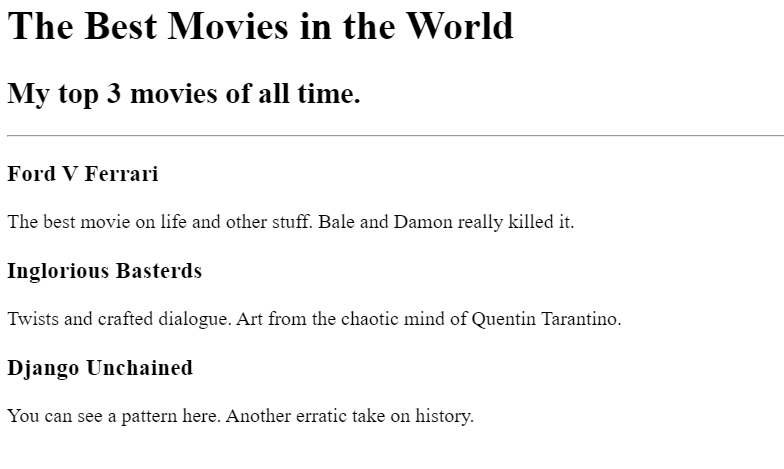 The Best Movies in the World
My top 3 movies of all time.
Ford V Ferrari
The best movie on life and other stuff. Bale and Damon really killed it.
Inglorious Basterds
Twists and crafted dialogue. Art from the chaotic mind of Quentin Tarantino.
Django Unchained
You can see a pattern here. Another erratic take on history.